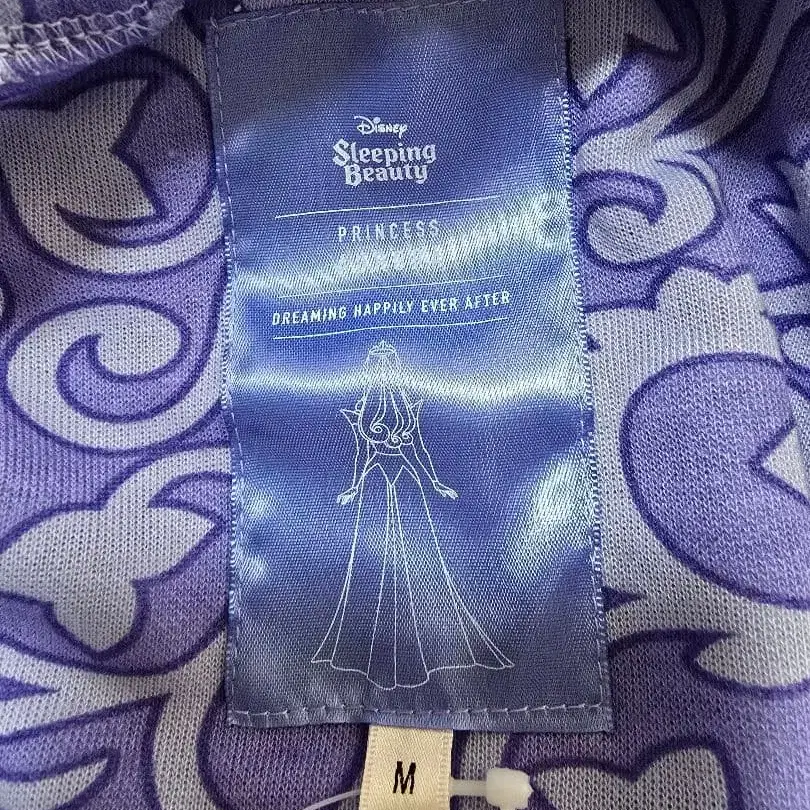 Disney
Sleeping
Beauty
PRINCESS
DREAMING HAPPILY EVER AFTER
M